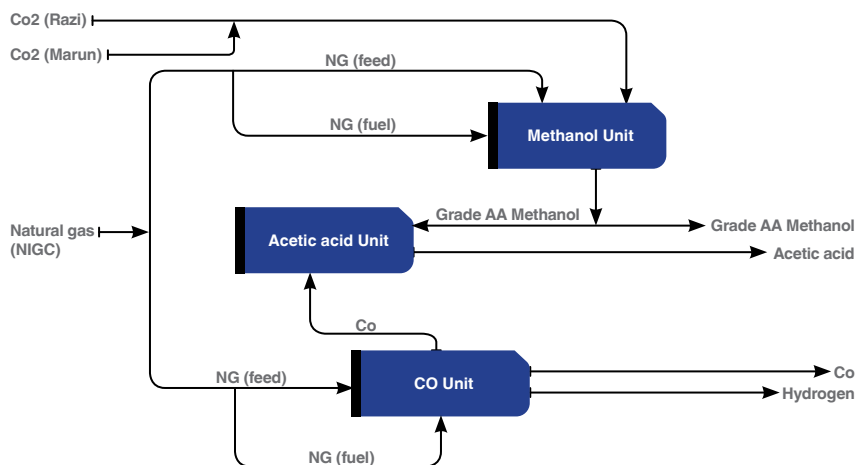 Co2 (Razi)
Co2 (Marun)
NG (feed)
NG (fuel)
Methanol Unit
Natural gas
(NIGC)
Grade AA Methanol
Grade AA Methanol
Acetic acid Unit
Acetic acid
Co
CO Unit
Co
NG (feed)
Hydrogen
NG (fuel)